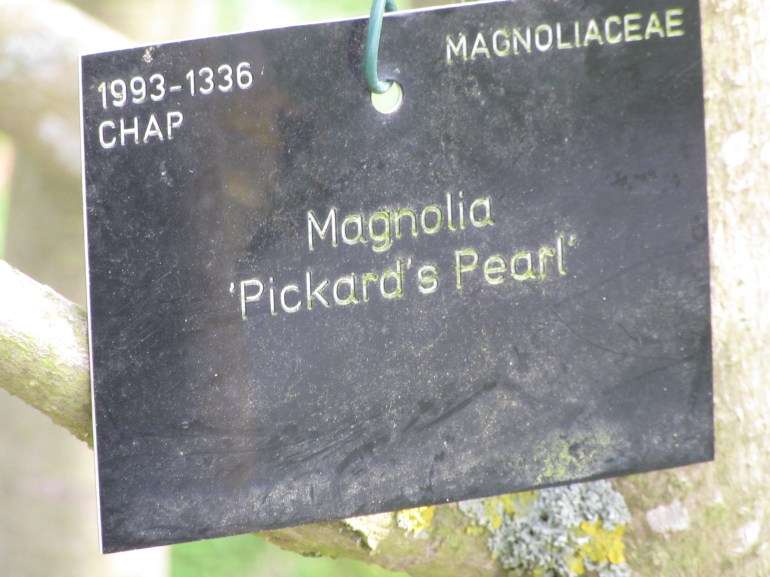 1993-1336
CHAP
MAGNOLIACEAE
Magnolia
'Pickard's Pearl'